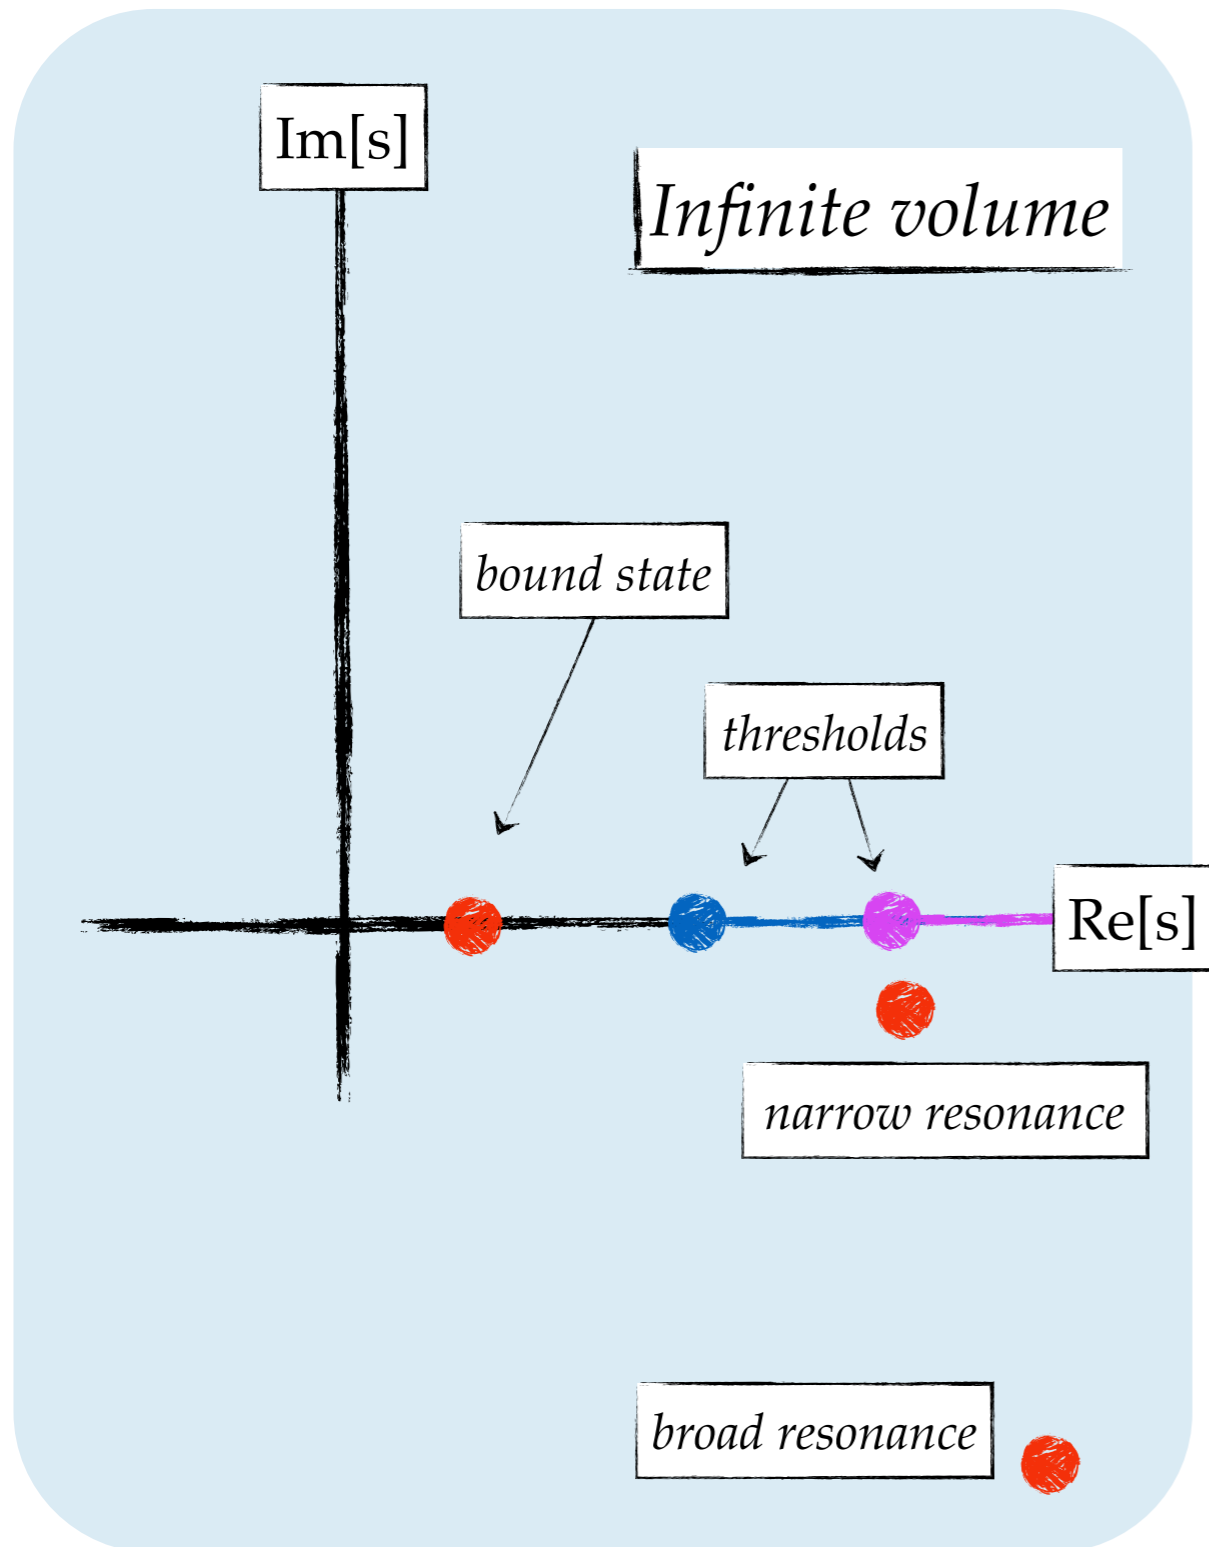 Im[s]
Infinite volume
bound state
thresholds
Re[s]
narrow resonance
broad resonance